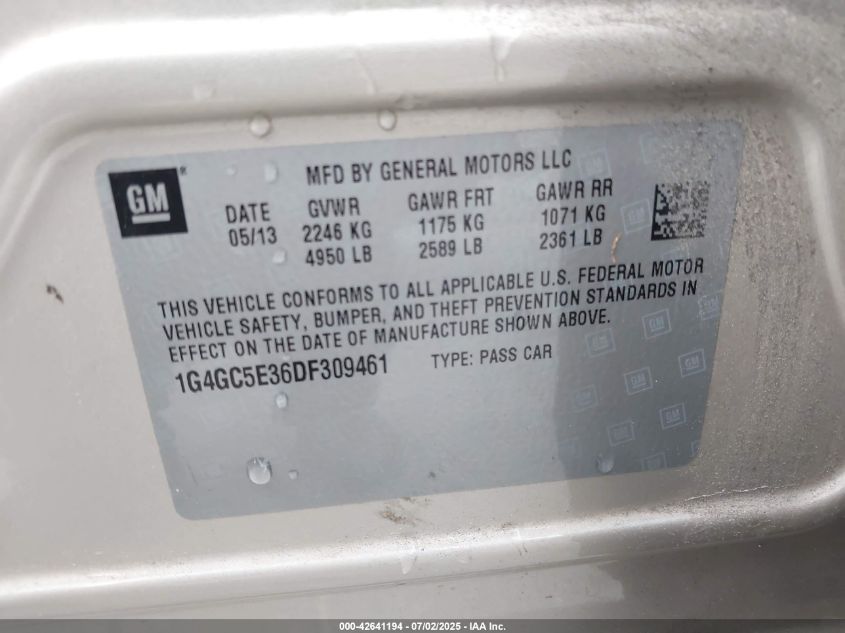 GM
MFD BY GENERAL MOTORS LLC
DATE GVWR GAWR FRT GAWR RR
05/13 2246 KG 1175 KG 1071 KG
4950 LB 2589 LB 2361 LB
THIS VEHICLE CONFORMS TO ALL APPLICABLE U.S. FEDERAL MOTOR
VEHICLE SAFETY, BUMPER, AND THEFT PREVENTION STANDARDS IN
EFFECT ON THE DATE OF MANUFACTURE SHOWN ABOVE.
1G4GC5E36DF309461 TYPE: PASS CAR
000-42641194 - 07/02/2025 - IAA Inc.